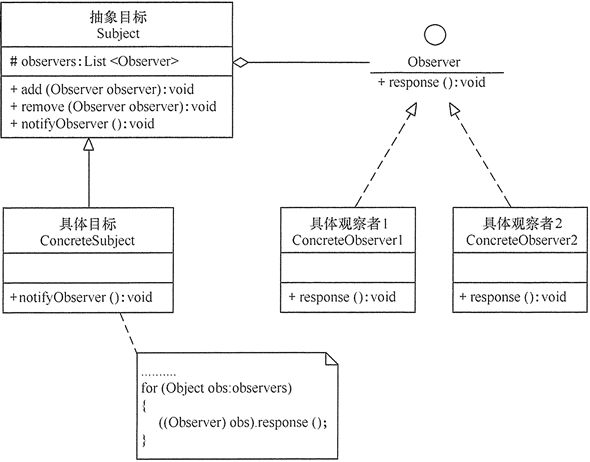 抽象目标
Subject
# observers:List <Observer>
+ add (Observer observer):void
+ remove (Observer observer):void
+ notifyObserver ():void
Observer
+ response ():void
具体目标
ConcreteSubject
+notifyObserver ():void
具体观察者1
ConcreteObserver1
+ response ():void
具体观察者2
ConcreteObserver2
+ response ():void
..........
for (Object obs:observers)
{
((Observer) obs).response ();
}